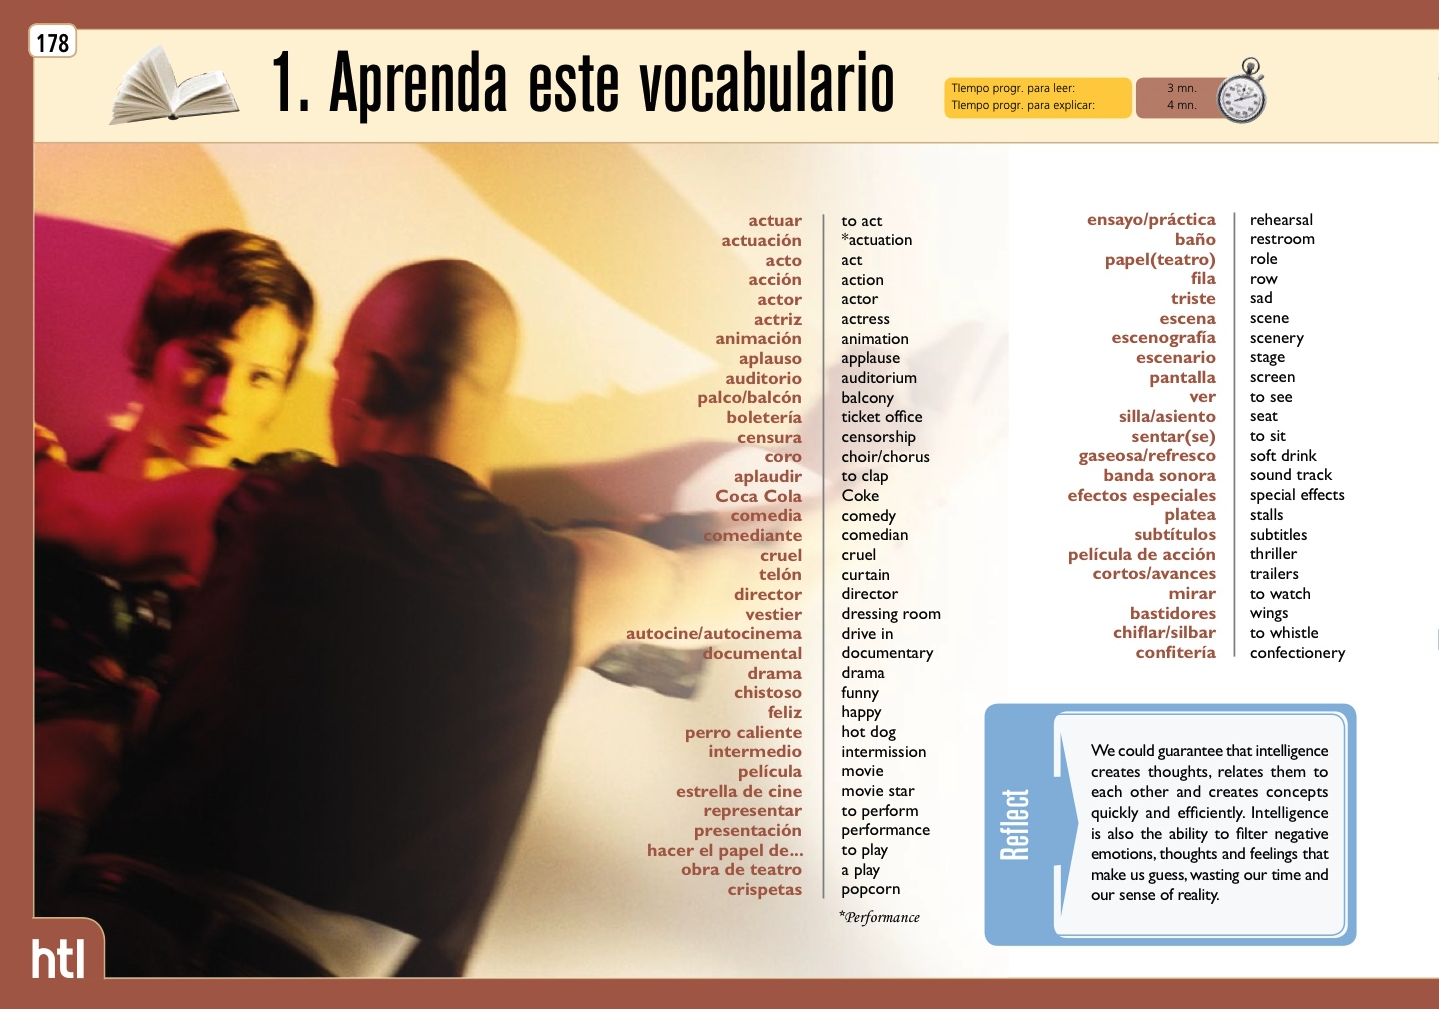 178
1. Aprenda este vocabulario
TIempo progr. para leer: 3 mn.
TIempo progr. para explicar: 4 mn.
actuar to act
actuación *actuation
acto act
acción action
actor actor
actriz actress
animación animation
aplauso applause
auditorio auditorium
palco/balcón balcony
boletería ticket office
censura censorship
coro choir/chorus
aplaudir to clap
Coca Cola Coke
comedia comedy
comediante comedian
cruel cruel
telón curtain
director director
vestier dressing room
autocine/autocinema drive in
documental documentary
drama drama
chistoso funny
feliz happy
perro caliente hot dog
intermedio intermission
película movie
estrella de cine movie star
representar to perform
presentación performance
hacer el papel de... to play
obra de teatro a play
crispetas popcorn
*Performance
ensayo/práctica rehearsal
baño restroom
papel(teatro) role
fila row
triste sad
escena scene
escenografía scenery
escenario stage
pantalla screen
ver to see
silla/asiento seat
sentar(se) to sit
gaseosa/refresco soft drink
banda sonora sound track
efectos especiales special effects
platea stalls
subtítulos subtitles
película de acción thriller
cortos/avances trailers
mirar to watch
bastidores wings
chiflar/silbar to whistle
confitería confectionery
Reflect
We could guarantee that intelligence
creates thoughts, relates them to
each other and creates concepts
quickly and efficiently. Intelligence
is also the ability to filter negative
emotions, thoughts and feelings that
make us guess, wasting our time and
our sense of reality.
htl